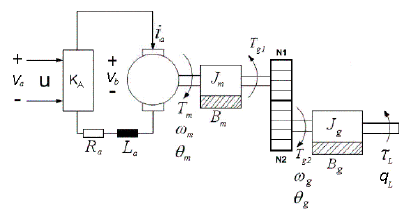 i_a
+ V_a - u K_A + V_b -
R_a L_a
T_m ω_m θ_m
J_m B_m
T_g1 N1
N2
T_g2 ω_g θ_g
J_g B_g
τ_L q_L